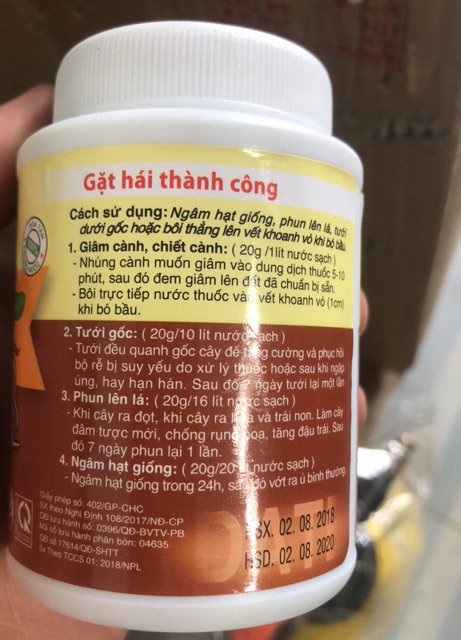 Gặt hái thành công
Cách sử dụng: Ngâm hạt giống, phun lên lá, tưới
dưới gốc hoặc bôi thẳng lên vết khoanh vỏ khi bó bầu.
1. Giâm cành, chiết cành: ( 20g /1lít nước sạch )
- Nhúng cành muốn giâm vào dung dịch thuốc 5-10
phút, sau đó đem giâm lên đất đã chuẩn bị sẵn.
- Bôi trực tiếp nước thuốc vào vết khoanh vỏ (1cm)
khi bó bầu.
2. Tưới gốc: ( 20g/10 lít nước sạch )
- Tưới đều quanh gốc cây để tăng cường và phục hồi
bộ rễ bị suy yếu do xử lý thuốc hoặc sau khi ngập
úng, hay hạn hán. Sau đó 7 ngày tưới lại một lần
3. Phun lên lá: ( 20g/16 lít nước sạch )
- Khi cây ra đọt, khi cây ra hoa và trái non. Làm cây
đâm tược mới, chống rụng hoa, tăng đậu trái. Sau
đó 7 ngày phun lại 1 lần.
4. Ngâm hạt giống: ( 20g/20 lít nước sạch )
- Ngâm hạt giống trong 24h, sau đó vớt ra ủ bình thường.
Giấy phép số: 402/GP-CHC
SX theo Nghị Định 108/2017/NĐ-CP
QĐ lưu hành số: 0396/QĐ-BVTV-PB
Mã số lưu hành phân bón: 04635
QĐ số 17614/QĐ-SHTT
Sx Theo TCCS 01: 2018/NPL
NSX. 02. 08. 2018
HSD. 02. 08. 2020